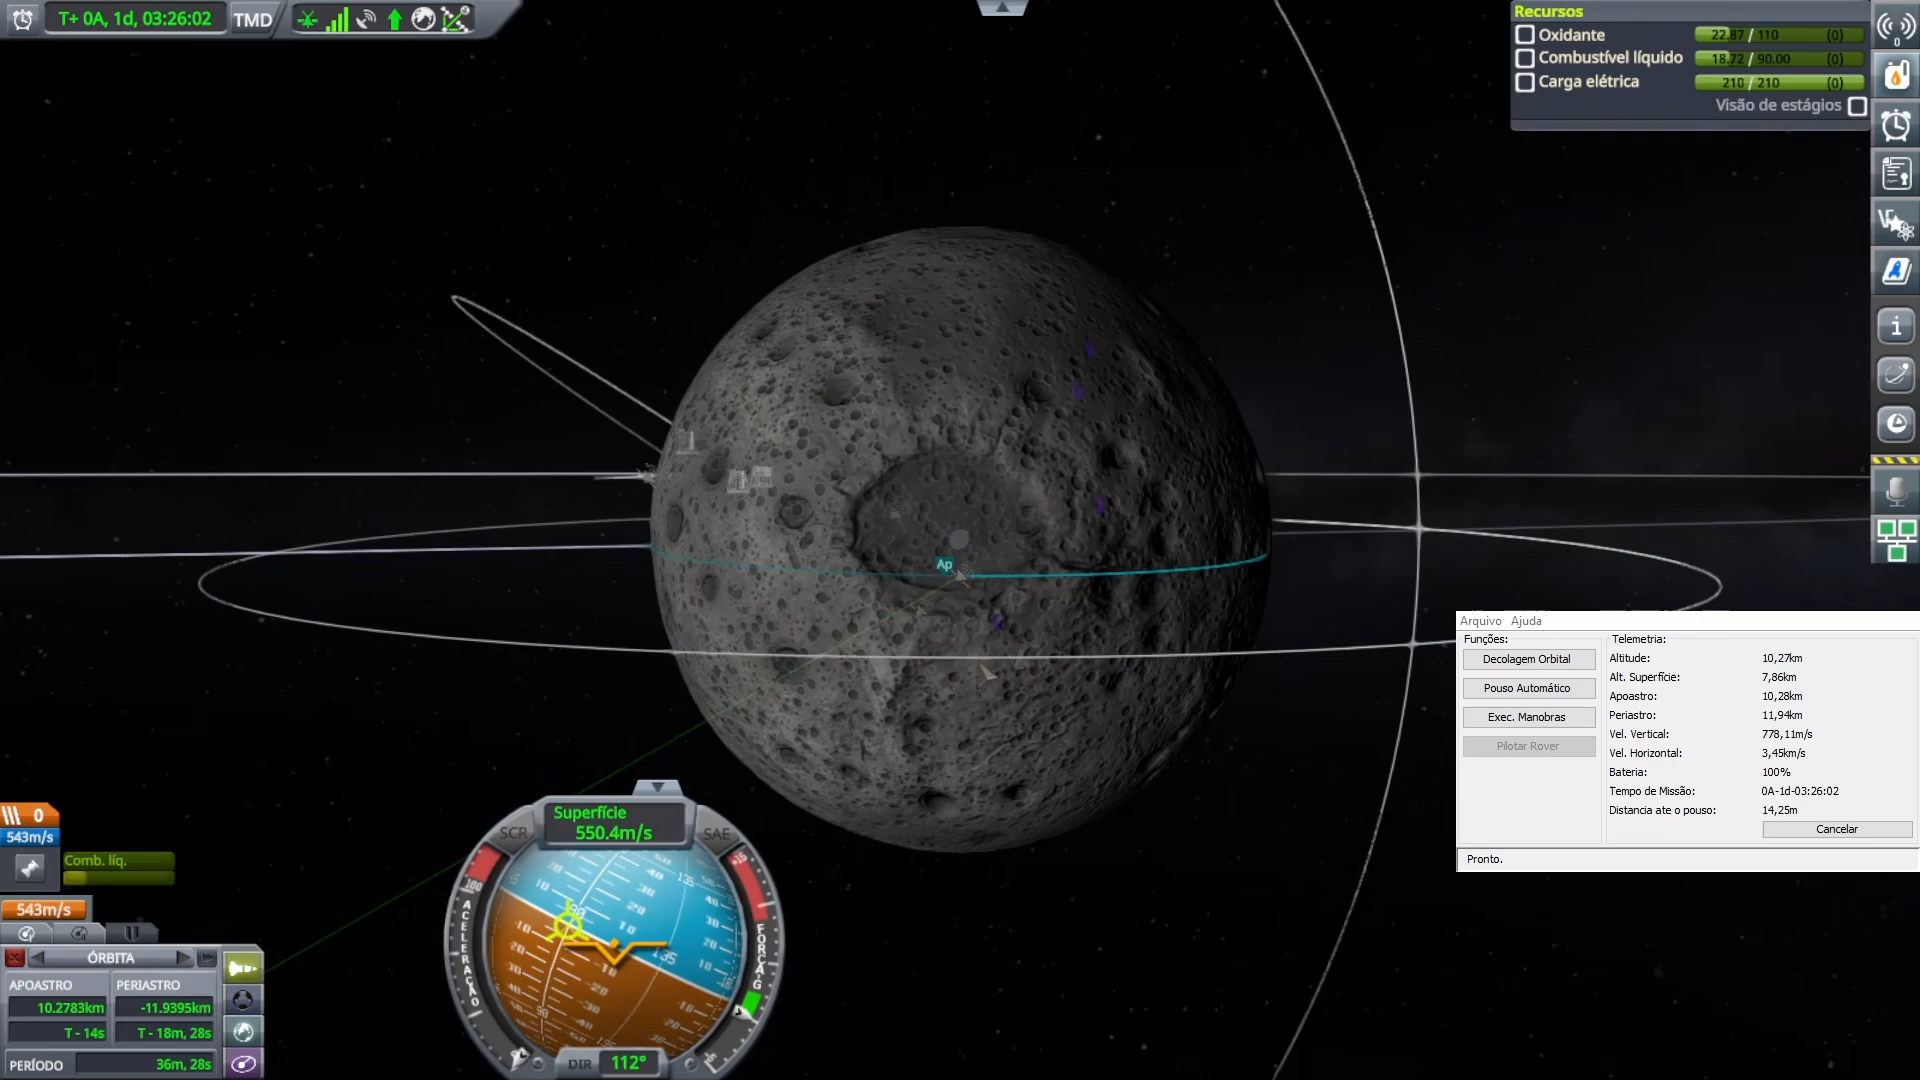 T+ 0A, 1d, 03:26:02 TMD
Recursos
Oxidante 22.87 / 110 (0)
Combustível líquido 18.72 / 90.00 (0)
Carga elétrica 210 / 210 (0)
Visão de estágios
0
Ap
Arquivo Ajuda
Funções:
Decolagem Orbital
Pouso Automático
Exec. Manobras
Pilotar Rover
Telemetria:
Altitude: 10,27km
Alt. Superfície: 7,86km
Apoastro: 10,28km
Periastro: 11,94km
Vel. Vertical: 778,11m/s
Vel. Horizontal: 3,45km/s
Bateria: 100%
Tempo de Missão: 0A-1d-03:26:02
Distancia ate o pouso: 14,25m
Cancelar
Pronto.
0
543m/s
Comb. líq.
543m/s
ÓRBITA
APOASTRO PERIASTRO
10.2783km -11.9395km
T - 14s T - 18m, 28s
PERÍODO 36m, 28s
Superfície
550.4m/s
SCR SAE
100
ACELERAÇÃO
+15
FORÇA-G
DIR 112°